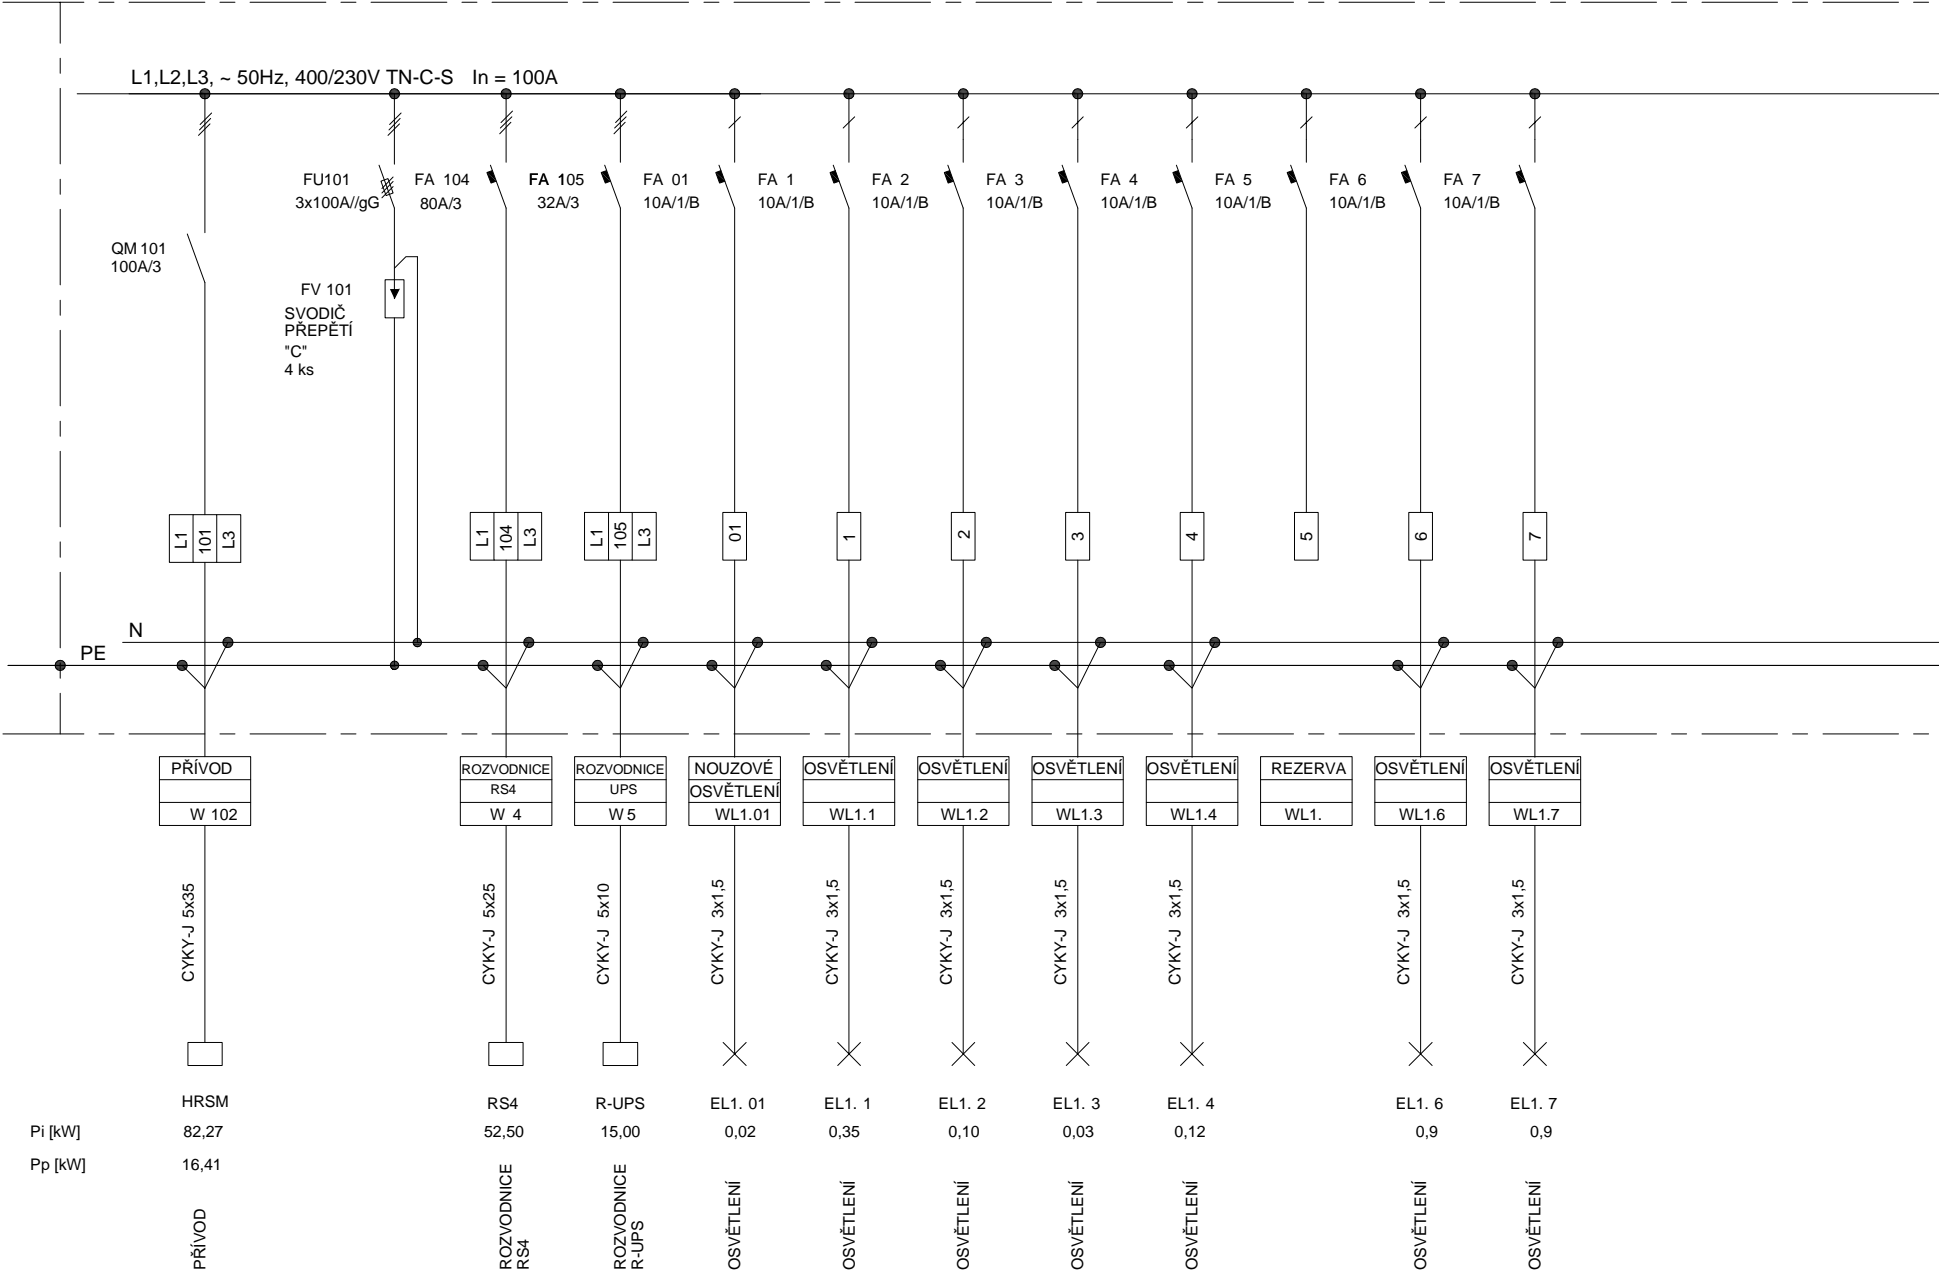 L1,L2,L3, ~ 50Hz, 400/230V TN-C-S In = 100A
FU101
3x100A//gG
FA 104
80A/3
FA 105
32A/3
FA 01
10A/1/B
FA 1
10A/1/B
FA 2
10A/1/B
FA 3
10A/1/B
FA 4
10A/1/B
FA 5
10A/1/B
FA 6
10A/1/B
FA 7
10A/1/B
QM 101
100A/3
FV 101
SVODIČ
PŘEPĚTÍ
"C"
4 ks
L1 101 L3
L1 104 L3
L1 105 L3
01
1
2
3
4
5
6
7
N
PE
PŘÍVOD
W 102
ROZVODNICE
RS4
W 4
ROZVODNICE
UPS
W 5
NOUZOVÉ
OSVĚTLENÍ
WL1.01
OSVĚTLENÍ
WL1.1
OSVĚTLENÍ
WL1.2
OSVĚTLENÍ
WL1.3
OSVĚTLENÍ
WL1.4
REZERVA
WL1.
OSVĚTLENÍ
WL1.6
OSVĚTLENÍ
WL1.7
CYKY-J 5x35
CYKY-J 5x25
CYKY-J 5x10
CYKY-J 3x1,5
CYKY-J 3x1,5
CYKY-J 3x1,5
CYKY-J 3x1,5
CYKY-J 3x1,5
CYKY-J 3x1,5
CYKY-J 3x1,5
HRSM RS4 R-UPS EL1. 01 EL1. 1 EL1. 2 EL1. 3 EL1. 4 EL1. 6 EL1. 7
Pi [kW] 82,27 52,50 15,00 0,02 0,35 0,10 0,03 0,12 0,9 0,9
Pp [kW] 16,41
PŘÍVOD
ROZVODNICE
RS4
ROZVODNICE
R-UPS
OSVĚTLENÍ
OSVĚTLENÍ
OSVĚTLENÍ
OSVĚTLENÍ
OSVĚTLENÍ
OSVĚTLENÍ
OSVĚTLENÍ